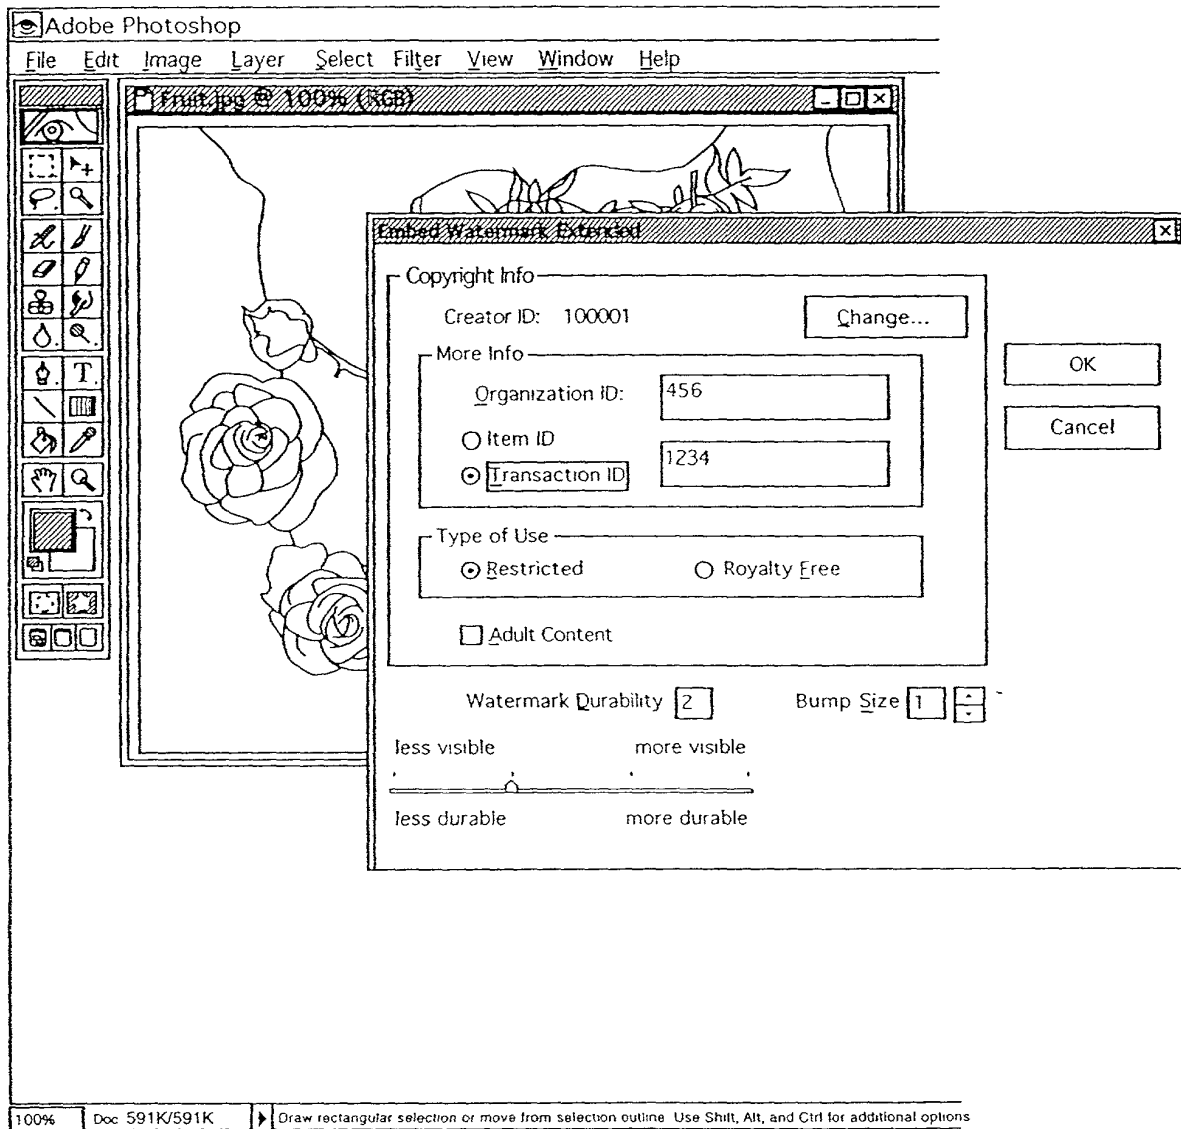 Adobe Photoshop
File Edit Image Layer Select Filter View Window Help
Fruit.jpg @ 100% (RGB)
T
Embed Watermark Extended
Copyright Info
Creator ID: 100001
Change...
More Info
Organization ID: 456
Item ID
Transaction ID 1234
OK
Cancel
Type of Use
Restricted Royalty Free
Adult Content
Watermark Durability 2 Bump Size 1
less visible more visible
less durable more durable
100% Doc 591K/591K Draw rectangular selection or move from selection outline Use Shift, Alt, and Ctrl for additional options